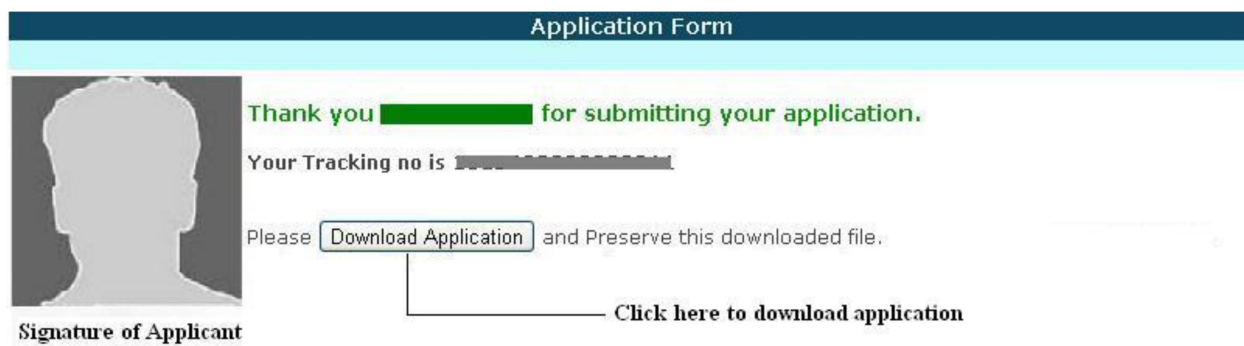 Application Form
Thank you for submitting your application.
Your Tracking no is
Please Download Application and Preserve this downloaded file.
Click here to download application
Signature of Applicant